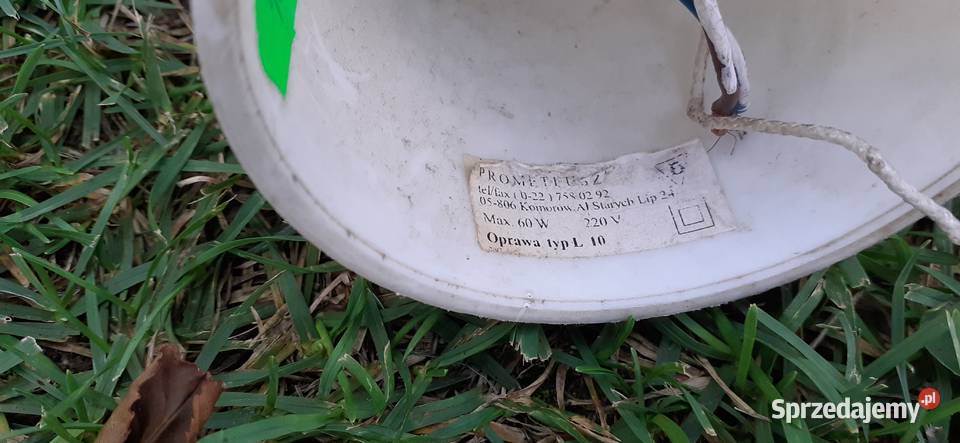 PROMETEUSZ
tel/fax ( 0-22 ) 758 02 92
05-806 Komorów, Al Starych Lip 24
Max. 60 W 220 V
Oprawa typ L 10
Sprzedajemy.pl